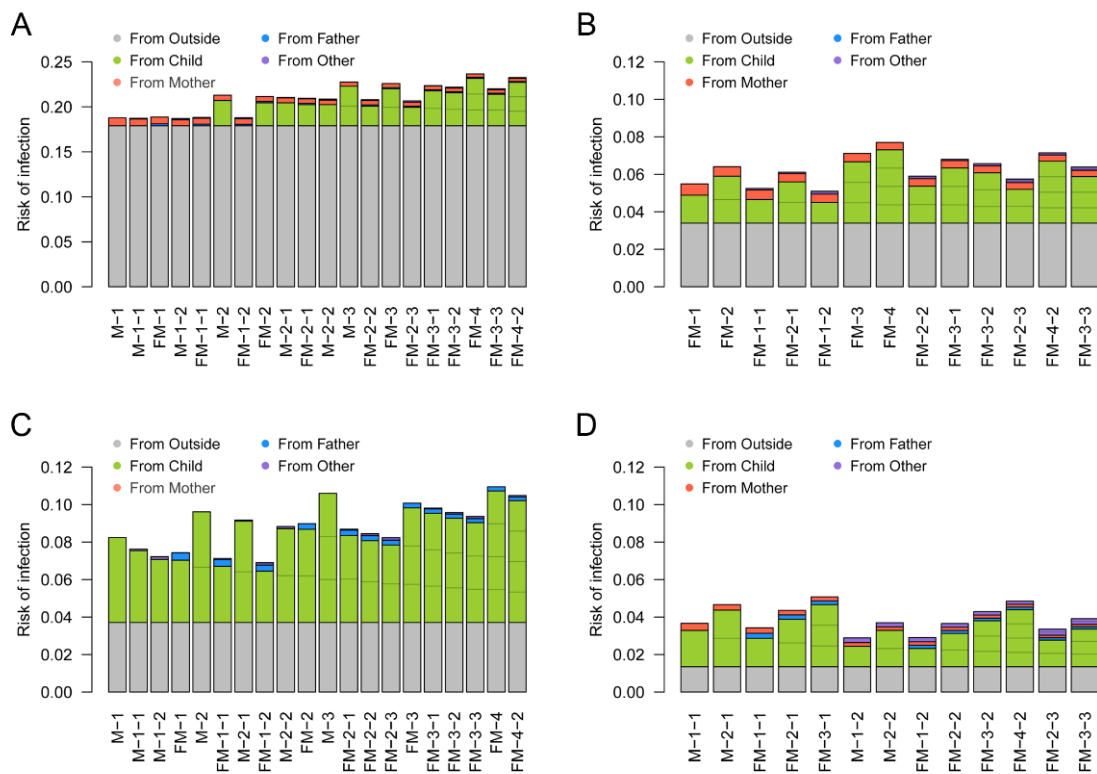 A
From Outside
From Father
From Child
From Other
From Mother
Risk of infection
0.25
0.20
0.15
0.10
0.05
0.00
M−1
M−1−1
FM−1
M−1−2
FM−1−1
M−2
FM−1−2
FM−2
M−2−1
FM−2−1
M−2−2
M−3
FM−2−2
FM−3
FM−2−3
FM−3−1
FM−3−2
FM−4
FM−3−3
FM−4−2
B
From Outside
From Father
From Child
From Other
From Mother
Risk of infection
0.12
0.10
0.08
0.06
0.04
0.02
0.00
FM−1
FM−2
FM−1−1
FM−2−1
FM−1−2
FM−3
FM−4
FM−2−2
FM−3−1
FM−3−2
FM−2−3
FM−4−2
FM−3−3
C
From Outside
From Father
From Child
From Other
From Mother
Risk of infection
0.12
0.10
0.08
0.06
0.04
0.02
0.00
M−1
M−1−1
M−1−2
FM−1
M−2
FM−1−1
M−2−1
FM−1−2
M−2−2
FM−2
M−3
FM−2−1
FM−2−2
FM−2−3
FM−3
FM−3−1
FM−3−2
FM−3−3
FM−4
FM−4−2
D
From Outside
From Father
From Child
From Other
From Mother
Risk of infection
0.12
0.10
0.08
0.06
0.04
0.02
0.00
M−1−1
M−2−1
FM−1−1
FM−2−1
FM−3−1
M−1−2
M−2−2
FM−1−2
FM−2−2
FM−3−2
FM−4−2
FM−2−3
FM−3−3